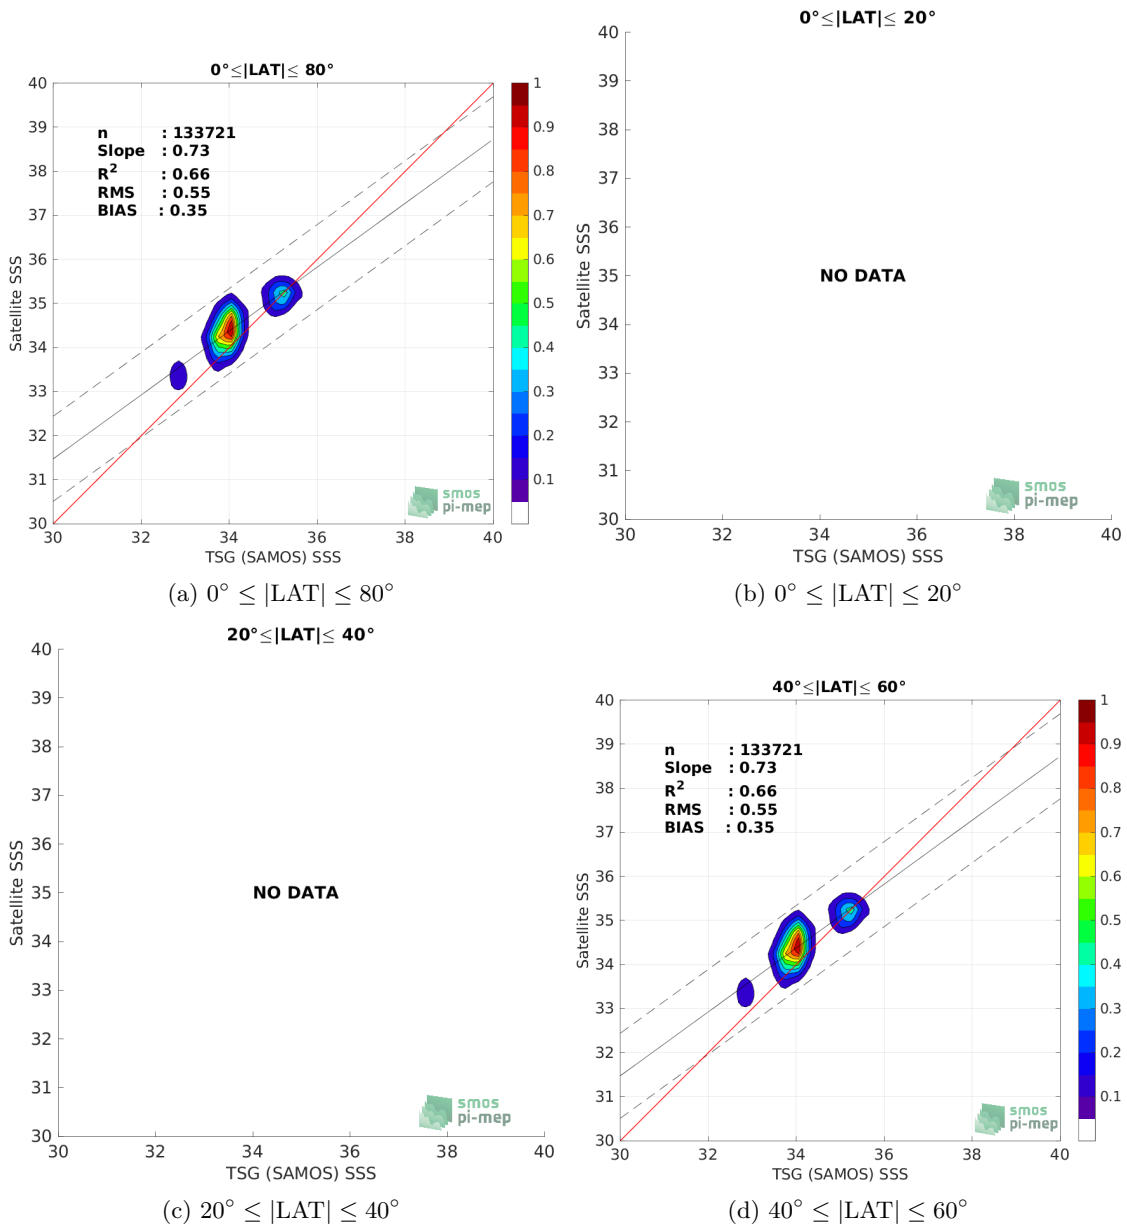 0°≤|LAT|≤ 80°
40
39
38
37
36
35
34
33
32
31
30
Satellite SSS
n : 133721
Slope : 0.73
R² : 0.66
RMS : 0.55
BIAS : 0.35
1
0.9
0.8
0.7
0.6
0.5
0.4
0.3
0.2
0.1
smos
pi-mep
30 32 34 36 38 40
TSG (SAMOS) SSS
(a) 0° ≤ |LAT| ≤ 80°
0°≤|LAT|≤ 20°
40
39
38
37
36
35
34
33
32
31
30
Satellite SSS
NO DATA
smos
pi-mep
30 32 34 36 38 40
TSG (SAMOS) SSS
(b) 0° ≤ |LAT| ≤ 20°
20°≤|LAT|≤ 40°
40
39
38
37
36
35
34
33
32
31
30
Satellite SSS
NO DATA
smos
pi-mep
30 32 34 36 38 40
TSG (SAMOS) SSS
(c) 20° ≤ |LAT| ≤ 40°
40°≤|LAT|≤ 60°
40
39
38
37
36
35
34
33
32
31
30
Satellite SSS
n : 133721
Slope : 0.73
R² : 0.66
RMS : 0.55
BIAS : 0.35
1
0.9
0.8
0.7
0.6
0.5
0.4
0.3
0.2
0.1
smos
pi-mep
30 32 34 36 38 40
TSG (SAMOS) SSS
(d) 40° ≤ |LAT| ≤ 60°